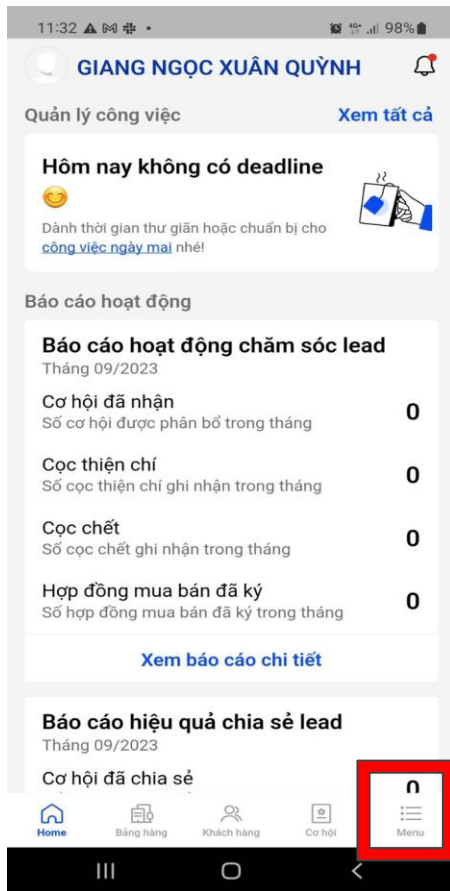 11:32
98%
GIANG NGỌC XUÂN QUỲNH
Quản lý công việc
Xem tất cả
Hôm nay không có deadline
😊
Dành thời gian thư giãn hoặc chuẩn bị cho
công việc ngày mai nhé!
Báo cáo hoạt động
Báo cáo hoạt động chăm sóc lead
Tháng 09/2023
Cơ hội đã nhận
0
Số cơ hội được phân bổ trong tháng
Cọc thiện chí
0
Số cọc thiện chí ghi nhận trong tháng
Cọc chết
0
Số cọc chết ghi nhận trong tháng
Hợp đồng mua bán đã ký
0
Số hợp đồng mua bán đã ký trong tháng
Xem báo cáo chi tiết
Báo cáo hiệu quả chia sẻ lead
Tháng 09/2023
Cơ hội đã chia sẻ
0
Home
Bảng hàng
Khách hàng
Cơ hội
Menu